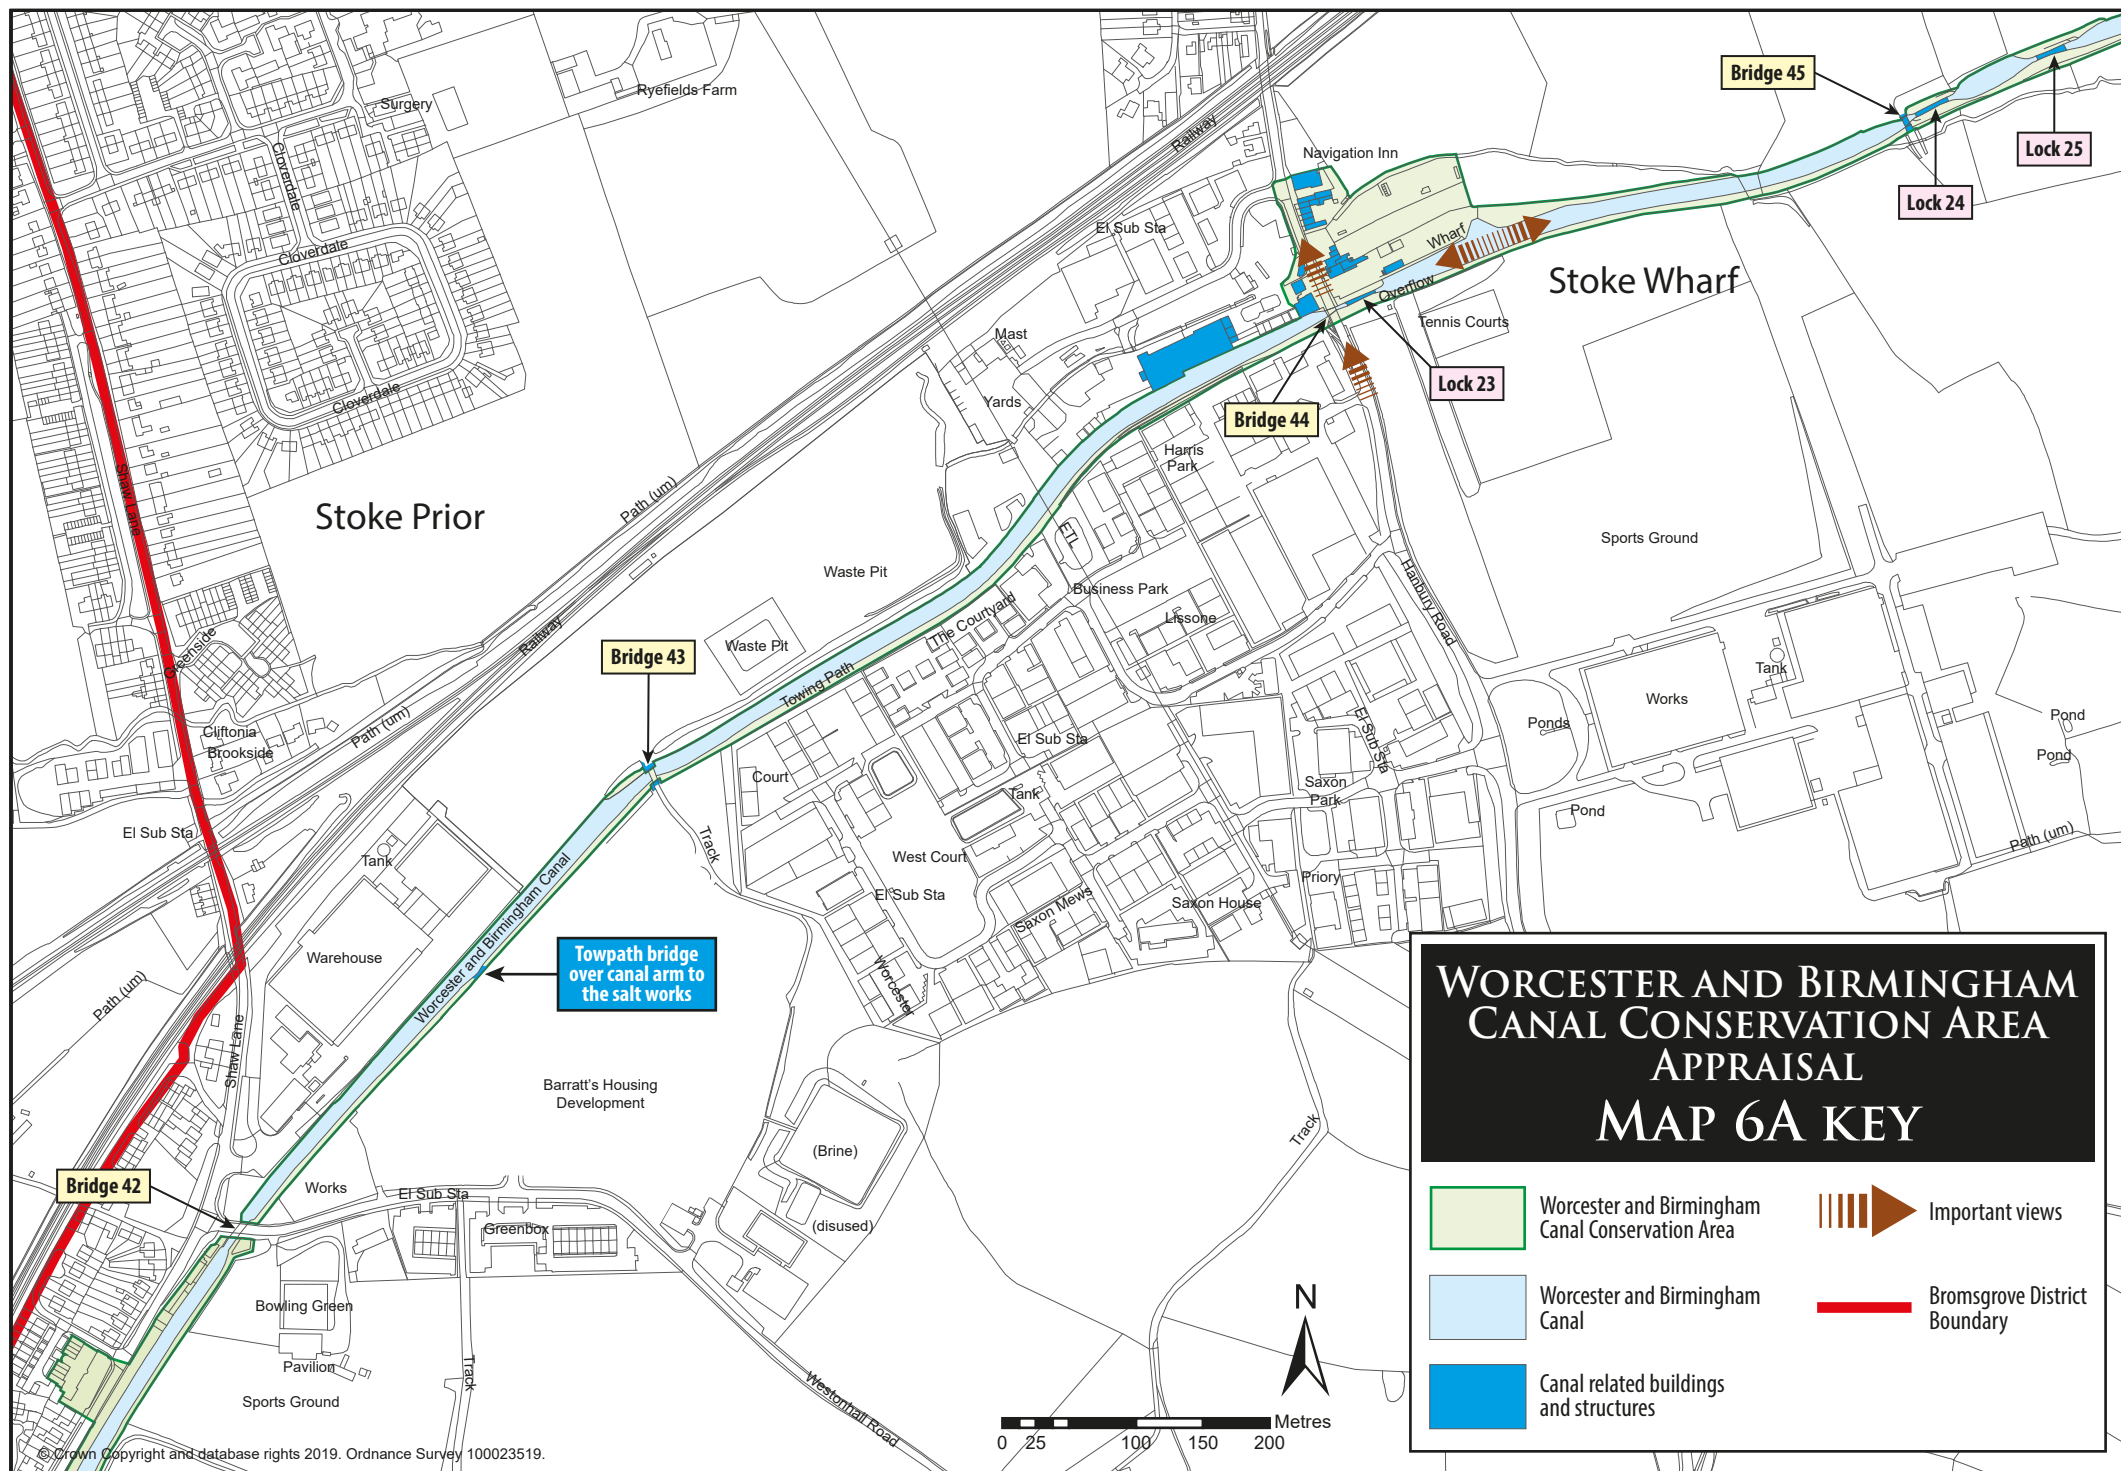 Surgery
Ryefields Farm
Cloverdale
Cloverdale
Cloverdale
Railway
Navigation Inn
Bridge 45
Lock 25
Lock 24
El Sub Sta
Wharf
Overflow
Stoke Wharf
Tennis Courts
Mast
Yards
Lock 23
Bridge 44
Harris
Park
Shaw Lane
Stoke Prior
Path (um)
ETL
Sports Ground
Waste Pit
Business Park
Hanbury Road
The Courtyard
Lissone
Greenside
Railway
Bridge 43
Waste Pit
Towing Path
Works
Tank
Cliftonia
Brookside
Path (um)
El Sub Sta
El Sub Sta
Ponds
Pond
Pond
Court
Saxon
Park
Tank
Pond
El Sub Sta
Track
Path (um)
Tank
West Court
El Sub Sta
Priory
Saxon Mews
Saxon House
Worcester and Birmingham Canal
Warehouse
Towpath bridge
over canal arm to
the salt works
Worcester
Path (um)
Shaw Lane
Barratt's Housing
Development
Track
(Brine)
Bridge 42
Works
El Sub Sta
Greenbox
(disused)
Bowling Green
Pavilion
Sports Ground
Track
Westonhall Road
© Crown Copyright and database rights 2019. Ordnance Survey 100023519.
N
Metres
0 25 100 150 200
Worcester and Birmingham
Canal Conservation Area
Appraisal
Map 6A key
Worcester and Birmingham
Canal Conservation Area
Important views
Worcester and Birmingham
Canal
Bromsgrove District
Boundary
Canal related buildings
and structures